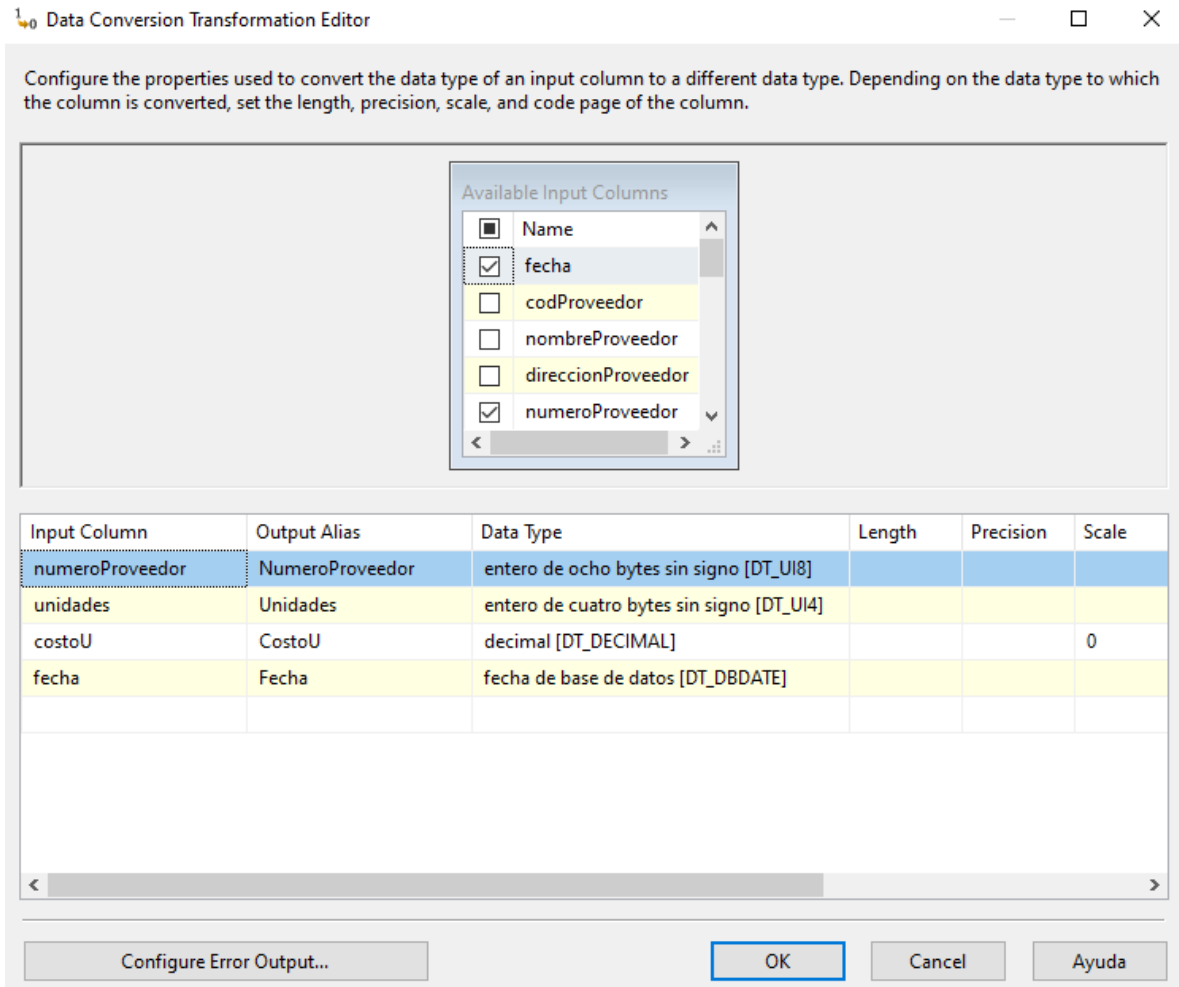 Data Conversion Transformation Editor
Configure the properties used to convert the data type of an input column to a different data type. Depending on the data type to which
the column is converted, set the length, precision, scale, and code page of the column.
Available Input Columns
Name
fecha
codProveedor
nombreProveedor
direccionProveedor
numeroProveedor
Input Column Output Alias Data Type Length Precision Scale
numeroProveedor NumeroProveedor entero de ocho bytes sin signo [DT_UI8]
unidades Unidades entero de cuatro bytes sin signo [DT_UI4]
costoU CostoU decimal [DT_DECIMAL] 0
fecha Fecha fecha de base de datos [DT_DBDATE]
Configure Error Output... OK Cancel Ayuda